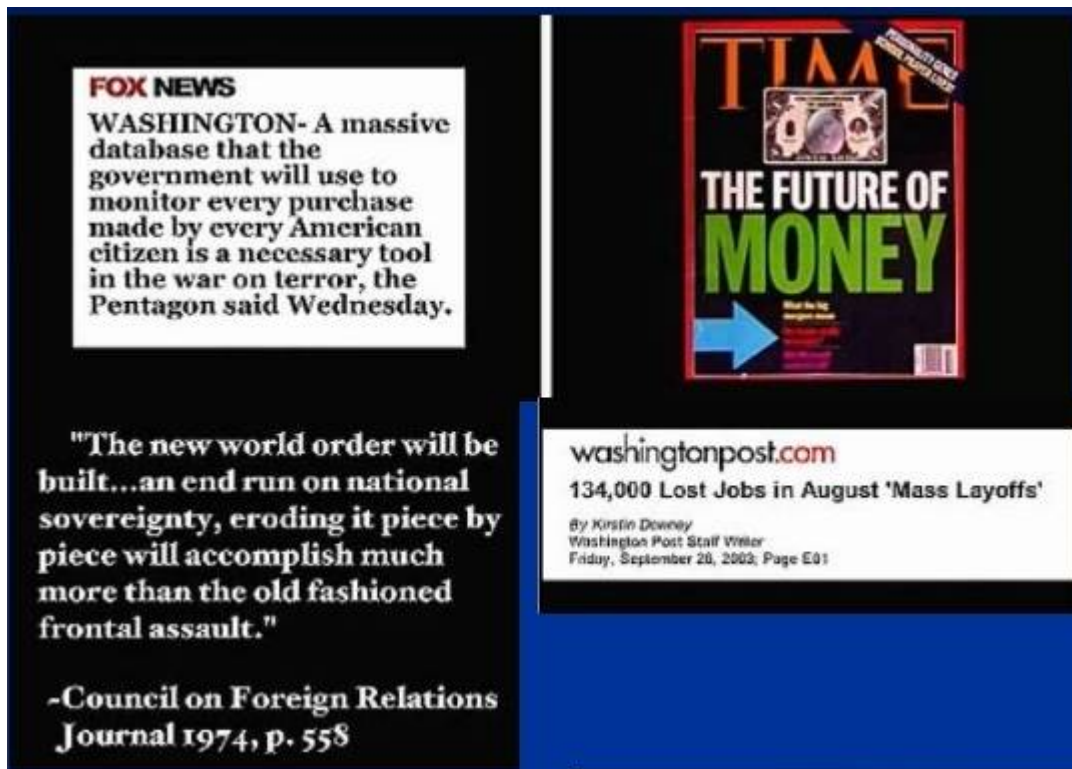 FOX NEWS
WASHINGTON- A massive
database that the
government will use to
monitor every purchase
made by every American
citizen is a necessary tool
in the war on terror, the
Pentagon said Wednesday.
"The new world order will be
built...an end run on national
sovereignty, eroding it piece by
piece will accomplish much
more than the old fashioned
frontal assault."
-Council on Foreign Relations
Journal 1974, p. 558
TIME
THE FUTURE OF
MONEY
washingtonpost.com
134,000 Lost Jobs in August 'Mass Layoffs'
By Kirstin Downey
Washington Post Staff Writer
Friday, September 26, 2003; Page E01